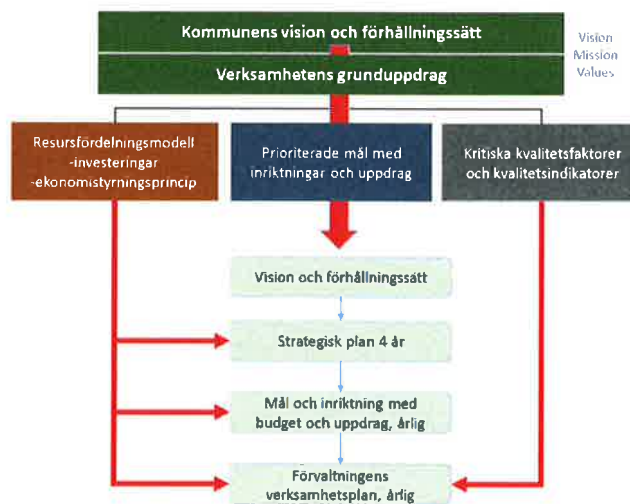 Kommunens vision och förhållningssätt
Verksamhetens grunduppdrag
Vision
Mission
Values
Resursfördelningsmodell
-investeringar
-ekonomistyrningsprincip
Prioriterade mål med
inriktningar och uppdrag
Kritiska kvalitetsfaktorer
och kvalitetsindikatorer
Vision och förhållningssätt
Strategisk plan 4 år
Mål och inriktning med
budget och uppdrag, årlig
Förvaltningens
verksamhetsplan, årlig